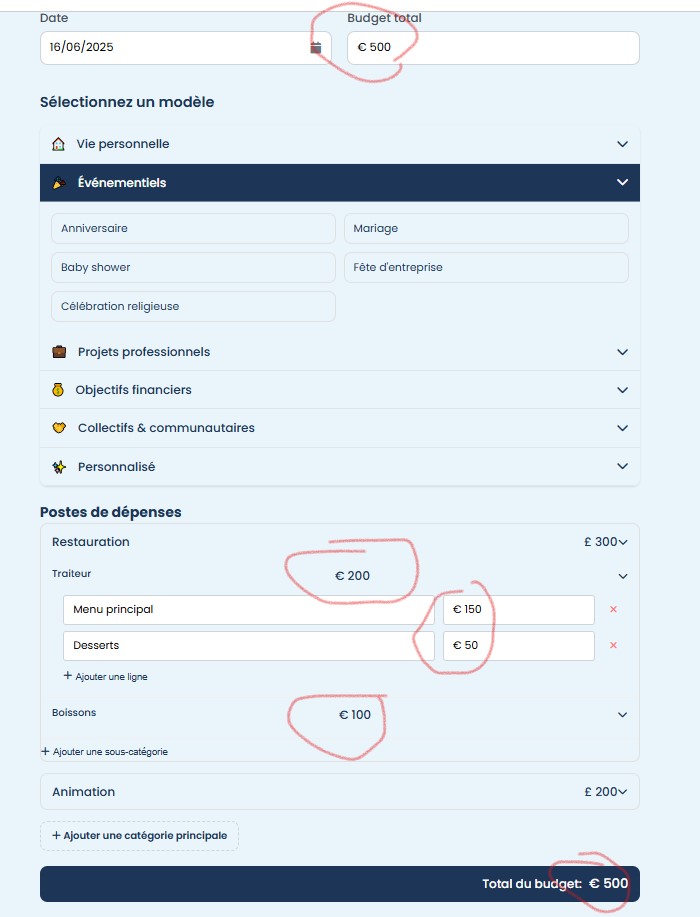 Date
Budget total
16/06/2025
€ 500
Sélectionnez un modèle
Vie personnelle
Événementiels
Anniversaire
Mariage
Baby shower
Fête d'entreprise
Célébration religieuse
Projets professionnels
Objectifs financiers
Collectifs & communautaires
Personnalisé
Postes de dépenses
Restauration
£ 300
Traiteur
€ 200
Menu principal
€ 150
×
Desserts
€ 50
×
+ Ajouter une ligne
Boissons
€ 100
+ Ajouter une sous-catégorie
Animation
£ 200
+ Ajouter une catégorie principale
Total du budget: € 500